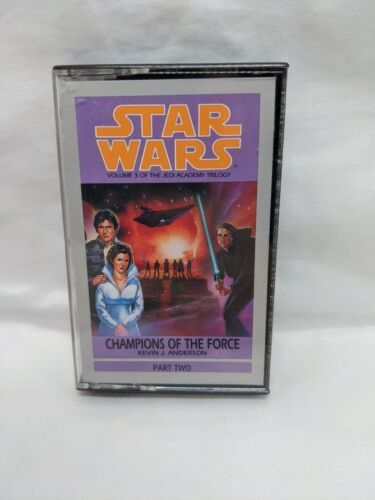 STAR
WARS®
VOLUME 3 OF THE JEDI ACADEMY TRILOGY
CHAMPIONS OF THE FORCE
KEVIN J. ANDERSON
PART TWO